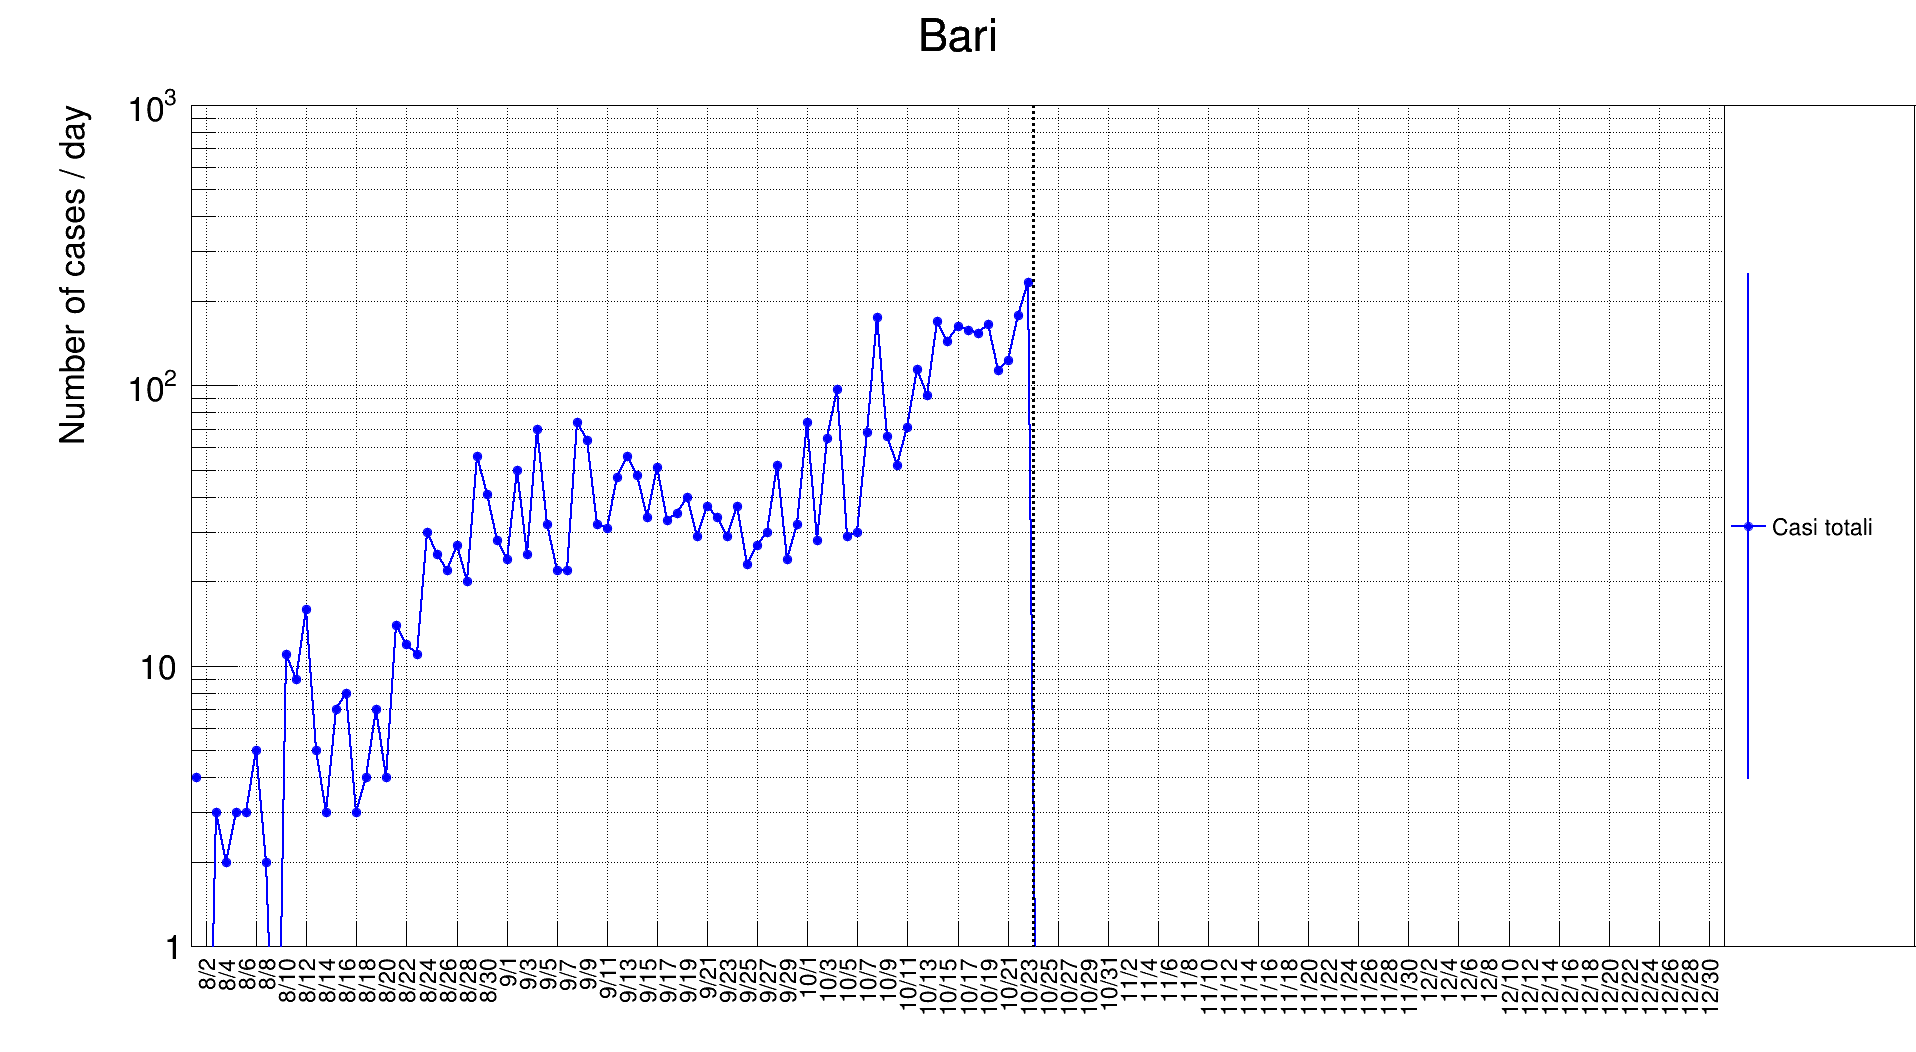 Bari
Number of cases / day
10³
10²
10
1
8/2 8/4 8/6 8/8 8/10 8/12 8/14 8/16 8/18 8/20 8/22 8/24 8/26 8/28 8/30 9/1 9/3 9/5 9/7 9/9 9/11 9/13 9/15 9/17 9/19 9/21 9/23 9/25 9/27 9/29 10/1 10/3 10/5 10/7 10/9 10/11 10/13 10/15 10/17 10/19 10/21 10/23 10/25 10/27 10/29 10/31 11/2 11/4 11/6 11/8 11/10 11/12 11/14 11/16 11/18 11/20 11/22 11/24 11/26 11/28 11/30 12/2 12/4 12/6 12/8 12/10 12/12 12/14 12/16 12/18 12/20 12/22 12/24 12/26 12/28 12/30
Casi totali